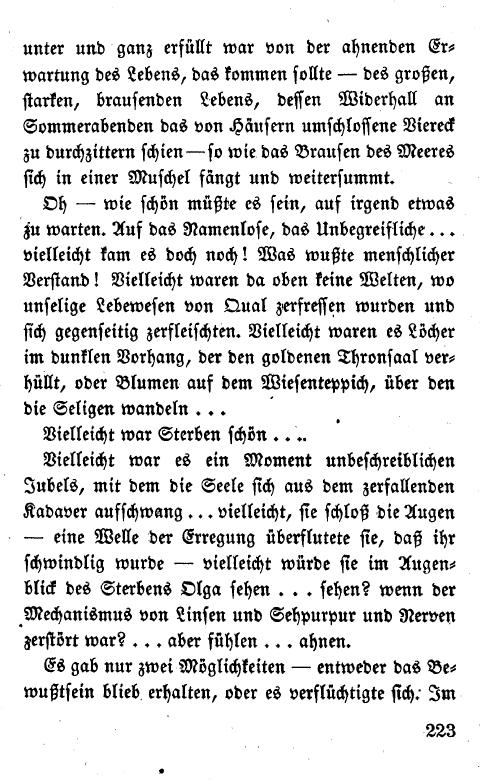 unter und ganz erfüllt war von der ahnenden Er-
wartung des Lebens, das kommen sollte — des großen,
starken, brausenden Lebens, dessen Widerhall an
Sommerabenden das von Häusern umschlossene Viereck
zu durchzittern schien — so wie das Brausen des Meeres
sich in einer Muschel fängt und weitersummt.
Oh — wie schön müßte es sein, auf irgend etwas
zu warten. Auf das Namenlose, das Unbegreifliche ...
vielleicht kam es doch noch! Was wußte menschlicher
Verstand! Vielleicht waren da oben keine Welten, wo
unselige Lebewesen von Qual zerfressen wurden und
sich gegenseitig zerfleischten. Vielleicht waren es Löcher
im dunklen Vorhang, der den goldenen Thronsaal ver-
hüllt, oder Blumen auf dem Wiesenteppich, über den
die Seligen wandeln ...
Vielleicht war Sterben schön ...
Vielleicht war es ein Moment unbeschreiblichen
Jubels, mit dem die Seele sich aus dem zerfallenden
Kadaver aufschwang ... vielleicht, sie schloß die Augen
— eine Welle der Erregung überflutete sie, daß ihr
schwindlig wurde — vielleicht würde sie im Augen-
blick des Sterbens Olga sehen ... sehen? wenn der
Mechanismus von Linsen und Sehpurpur und Nerven
zerstört war? ... aber fühlen ... ahnen.
Es gab nur zwei Möglichkeiten — entweder das Be-
wußtsein blieb erhalten, oder es verflüchtigte sich. Im
223